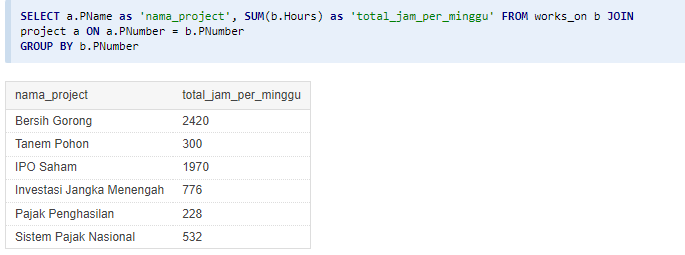 SELECT a.PName as 'nama_project', SUM(b.Hours) as 'total_jam_per_minggu' FROM works_on b JOIN
project a ON a.PNumber = b.PNumber
GROUP BY b.PNumber
nama_project total_jam_per_minggu
Bersih Gorong 2420
Tanem Pohon 300
IPO Saham 1970
Investasi Jangka Menengah 776
Pajak Penghasilan 228
Sistem Pajak Nasional 532